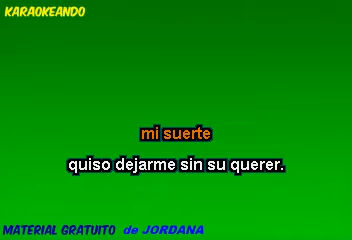 KARAOKEANDO
mi suerte
quiso dejarme sin su querer.
MATERIAL GRATUITO de JORDANA